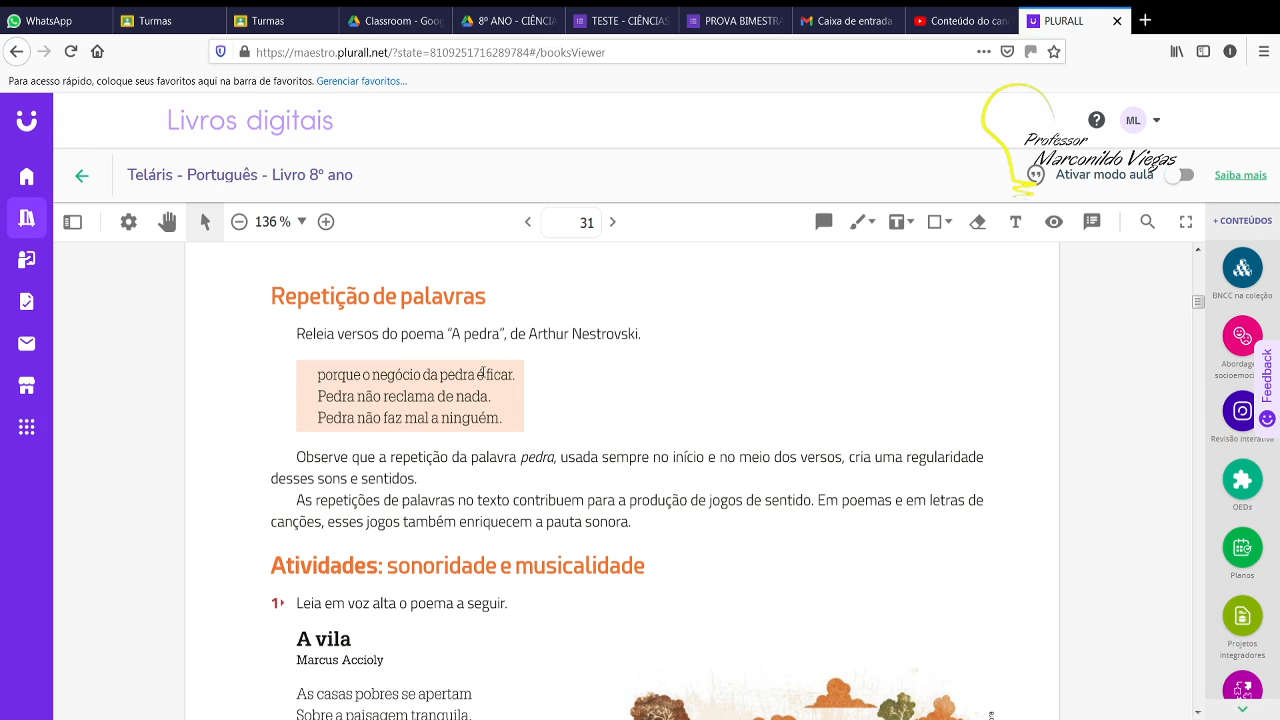 WhatsApp
Turmas
Turmas
Classroom - Goo
8º ANO - CIÊNCIA
TESTE - CIÊNCIAS
PROVA BIMESTRA
Caixa de entrada
Conteúdo do can
PLURALL
https://maestro.plurall.net/?state=8109251716289784#/booksViewer
Para acesso rápido, coloque seus favoritos aqui na barra de favoritos. Gerenciar favoritos...
Livros digitais
ML
Professor
Marconildo Viegas
Teláris - Português - Livro 8º ano
Ativar modo aula
Saiba mais
136 %
31
+ CONTEÚDOS
Repetição de palavras
Releia versos do poema “A pedra”, de Arthur Nestrovski.
porque o negócio da pedra é ficar.
Pedra não reclama de nada.
Pedra não faz mal a ninguém.
Observe que a repetição da palavra pedra, usada sempre no início e no meio dos versos, cria uma regularidade
desses sons e sentidos.
As repetições de palavras no texto contribuem para a produção de jogos de sentido. Em poemas e em letras de
canções, esses jogos também enriquecem a pauta sonora.
Atividades: sonoridade e musicalidade
1 Leia em voz alta o poema a seguir.
A vila
Marcus Accioly
As casas pobres se apertam
Sobre a paisagem tranquila,
BNCC na coleção
Abordage
socioemoci
Feedback
Revisão interativa
OEDs
Planos
Projetos
integradores